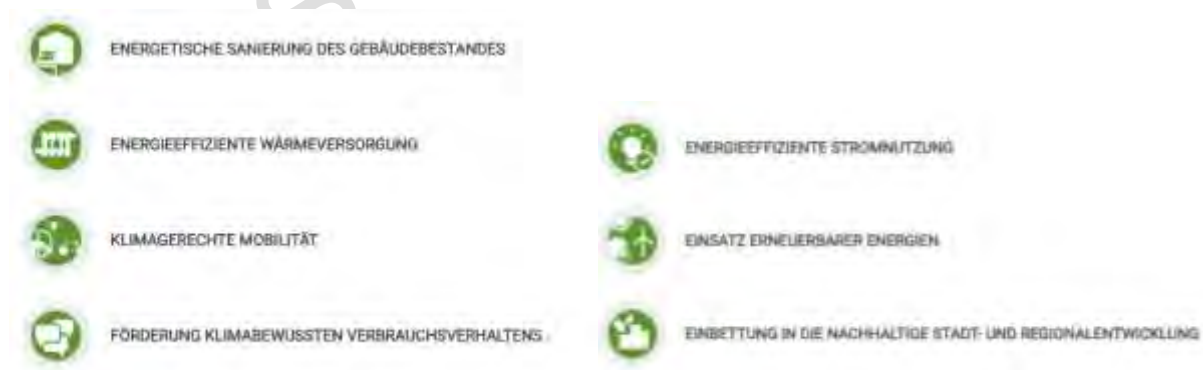 ENERGETISCHE SANIERUNG DES GEBÄUDEBESTANDES
ENERGIEEFFIZIENTE WÄRMEVERSORGUNG
ENERGIEEFFIZIENTE STROMNUTZUNG
KLIMAGERECHTE MOBILITÄT
EINSATZ ERNEUERBARER ENERGIEN
FÖRDERUNG KLIMABEWUSSTEN VERBRAUCHSVERHALTENS
EINBETTUNG IN DIE NACHHALTIGE STADT- UND REGIONALENTWICKLUNG